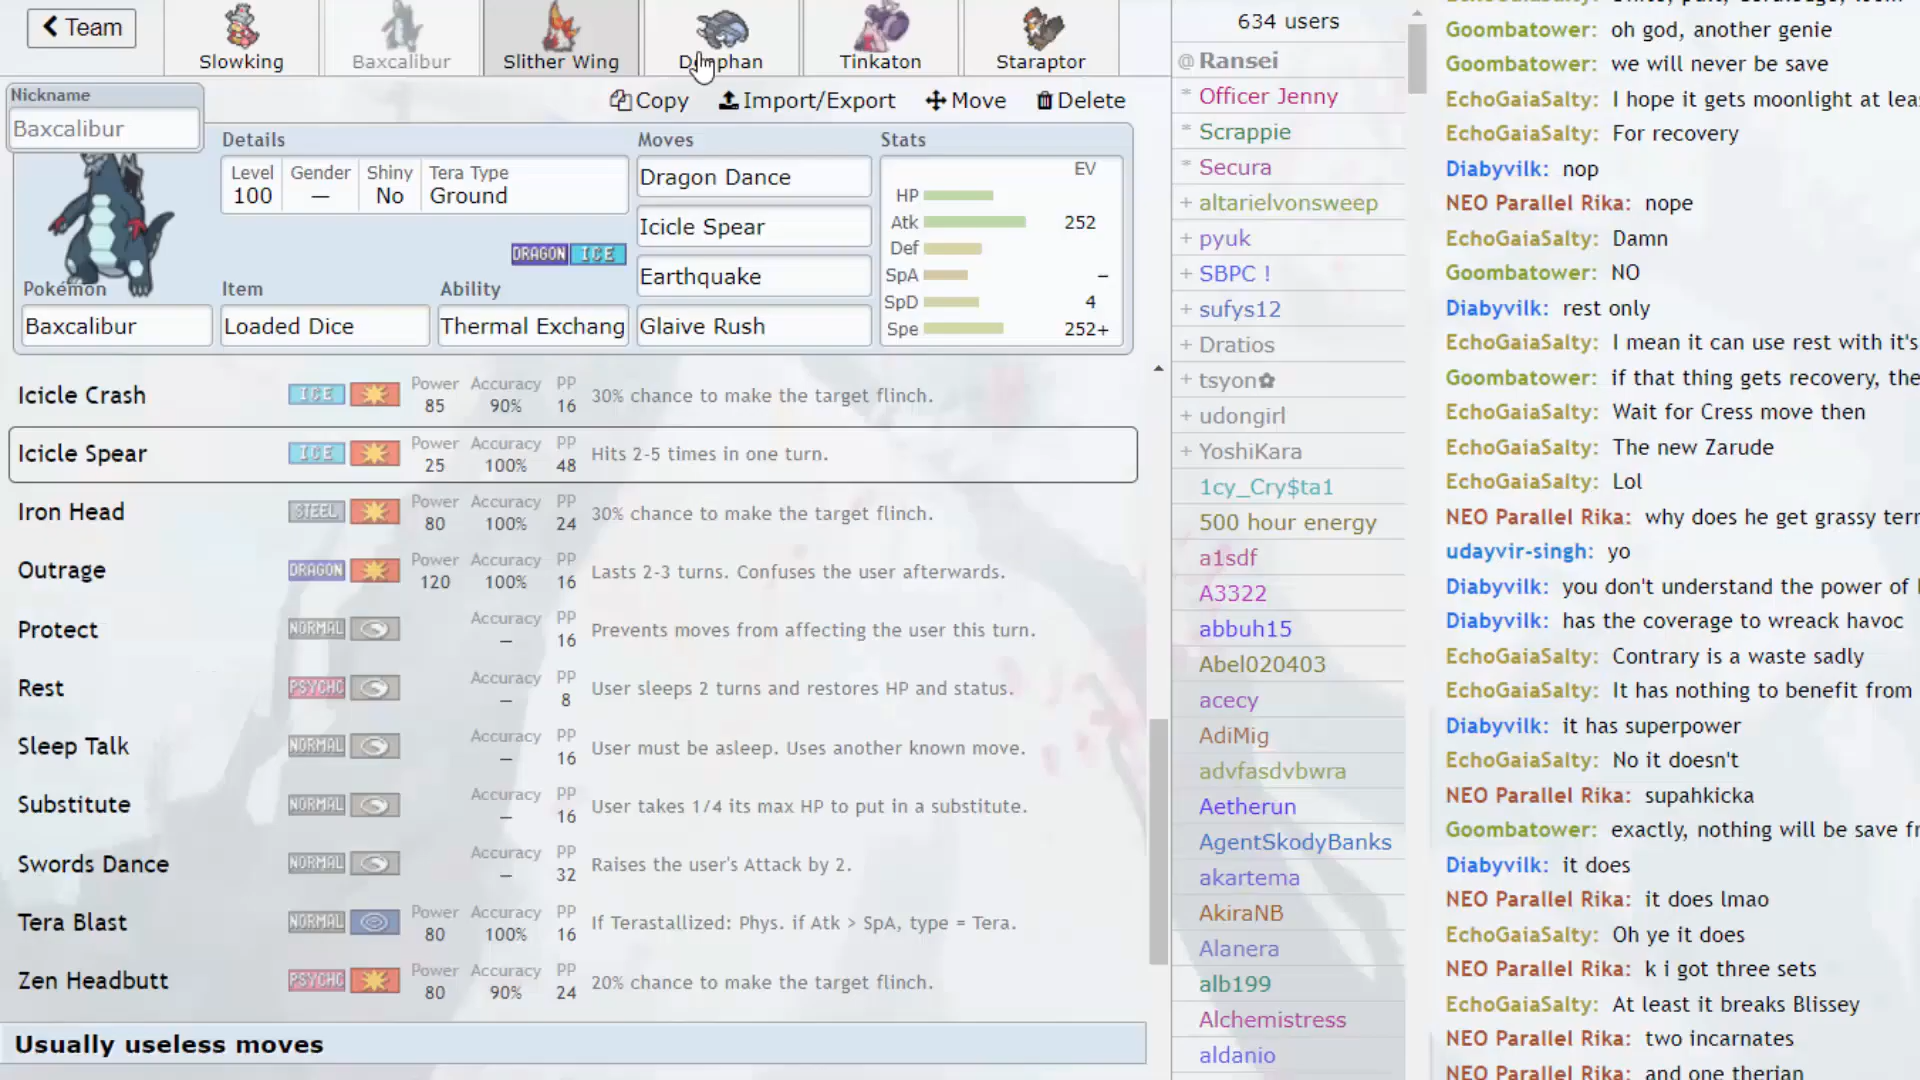 Team
Slowking
Baxcalibur
Slither Wing
Tinkaton
Staraptor
Copy
Import/Export
Move
Delete
Nickname
Baxcalibur
Details
Level
100
Gender
—
Shiny
No
Tera Type
Ground
DRAGON ICE
Pokémon
Baxcalibur
Item
Loaded Dice
Ability
Thermal Exchang
Moves
Dragon Dance
Icicle Spear
Earthquake
Glaive Rush
Stats
EV
HP
Atk 252
Def
SpA –
SpD 4
Spe 252+
Icicle Crash ICE Power 85 Accuracy 90% PP 16 30% chance to make the target flinch.
Icicle Spear ICE Power 25 Accuracy 100% PP 48 Hits 2-5 times in one turn.
Iron Head STEEL Power 80 Accuracy 100% PP 24 30% chance to make the target flinch.
Outrage DRAGON Power 120 Accuracy 100% PP 16 Lasts 2-3 turns. Confuses the user afterwards.
Protect NORMAL Accuracy — PP 16 Prevents moves from affecting the user this turn.
Rest PSYCHC Accuracy — PP 8 User sleeps 2 turns and restores HP and status.
Sleep Talk NORMAL Accuracy — PP 16 User must be asleep. Uses another known move.
Substitute NORMAL Accuracy — PP 16 User takes 1/4 its max HP to put in a substitute.
Swords Dance NORMAL Accuracy — PP 32 Raises the user's Attack by 2.
Tera Blast NORMAL Power 80 Accuracy 100% PP 16 If Terastallized: Phys. if Atk > SpA, type = Tera.
Zen Headbutt PSYCHC Power 80 Accuracy 90% PP 24 20% chance to make the target flinch.
Usually useless moves
634 users
@ Ransei
* Officer Jenny
* Scrappie
* Secura
+ altarielvonsweep
+ pyuk
+ SBPC !
+ sufys12
+ Dratios
+ tsyon✿
+ udongirl
+ YoshiKara
1cy_Cry$ta1
500 hour energy
a1sdf
A3322
abbuh15
Abel020403
acecy
AdiMig
advfasdvbwra
Aetherun
AgentSkodyBanks
akartema
AkiraNB
Alanera
alb199
Alchemistress
aldanio
Goombatower: oh god, another genie
Goombatower: we will never be save
EchoGaiaSalty: I hope it gets moonlight at
EchoGaiaSalty: For recovery
Diabyvilk: nop
NEO Parallel Rika: nope
EchoGaiaSalty: Damn
Goombatower: NO
Diabyvilk: rest only
EchoGaiaSalty: I mean it can use rest with it's
Goombatower: if that thing gets recovery,
EchoGaiaSalty: Wait for Cress move then
EchoGaiaSalty: The new Zarude
EchoGaiaSalty: Lol
NEO Parallel Rika: why does he get grassy
udayvir-singh: yo
Diabyvilk: you don't understand the power of
Diabyvilk: has the coverage to wreack havoc
EchoGaiaSalty: Contrary is a waste sadly
EchoGaiaSalty: It has nothing to benefit from
Diabyvilk: it has superpower
EchoGaiaSalty: No it doesn't
NEO Parallel Rika: supahkicka
Goombatower: exactly, nothing will be save
Diabyvilk: it does
NEO Parallel Rika: it does lmao
EchoGaiaSalty: Oh ye it does
NEO Parallel Rika: k i got three sets
EchoGaiaSalty: At least it breaks Blissey
NEO Parallel Rika: two incarnates
NEO Parallel Rika: and one therian